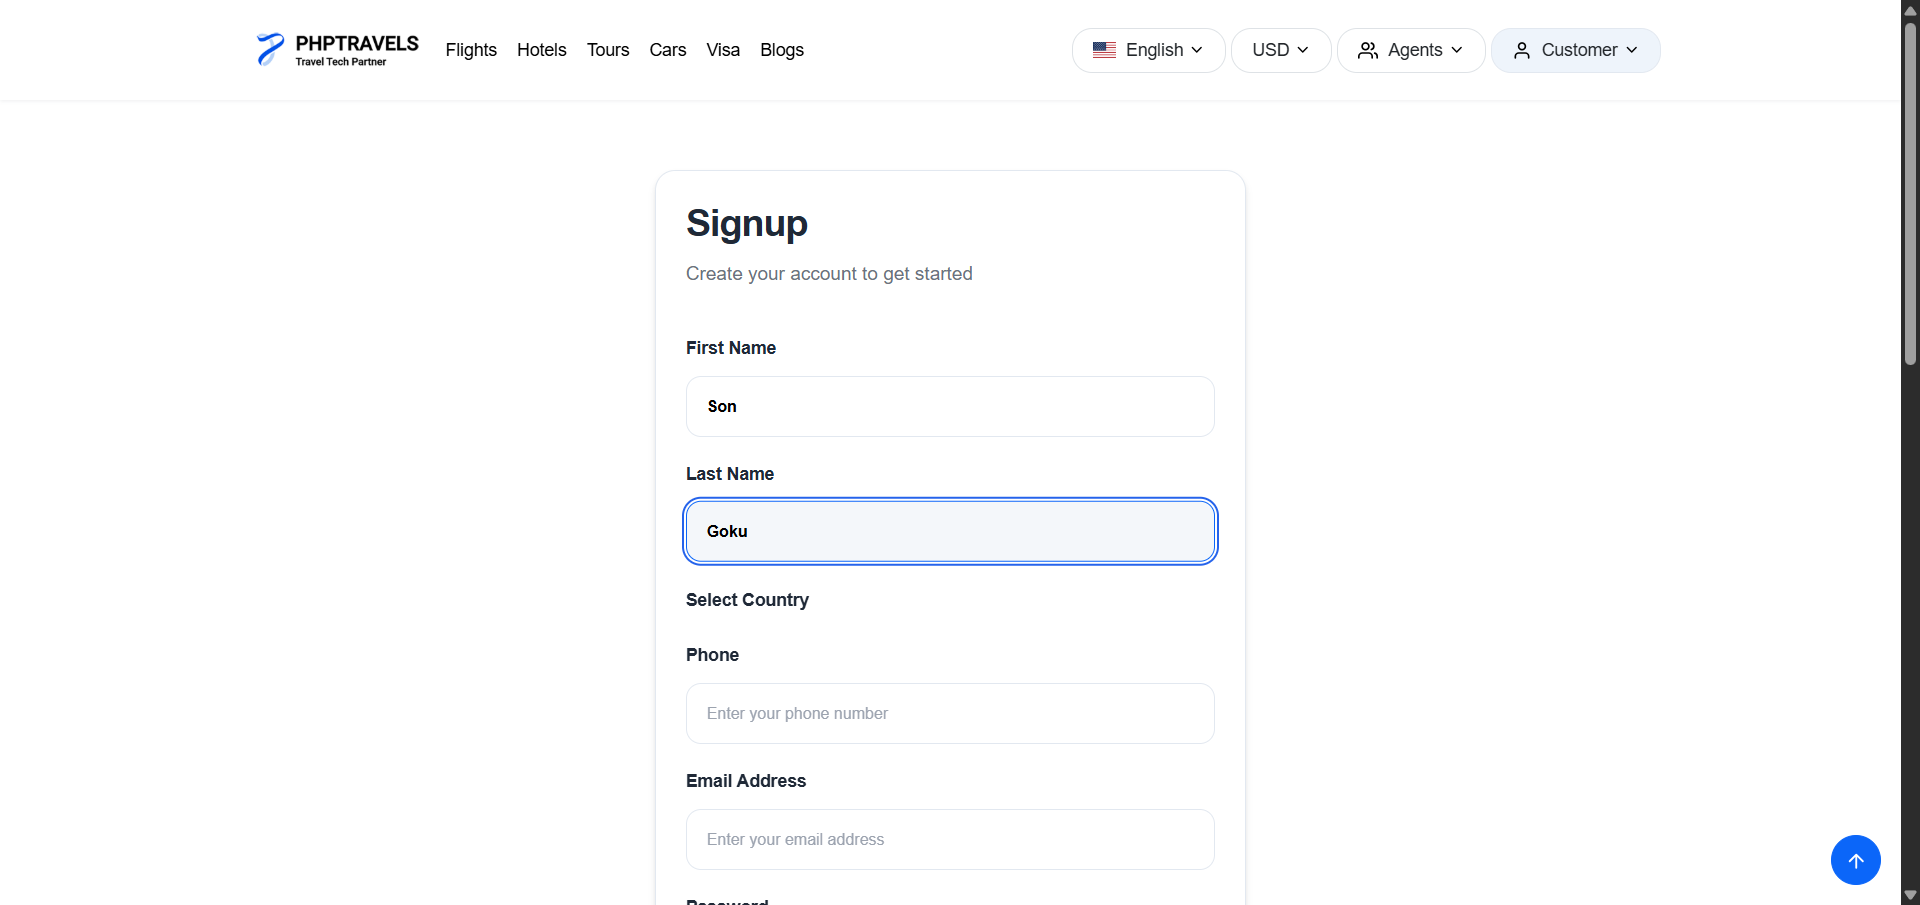 PHPTRAVELS
Travel Tech Partner
Flights Hotels Tours Cars Visa Blogs
English USD Agents Customer
Signup
Create your account to get started
First Name
Son
Last Name
Goku
Select Country
Phone
Enter your phone number
Email Address
Enter your email address
Password